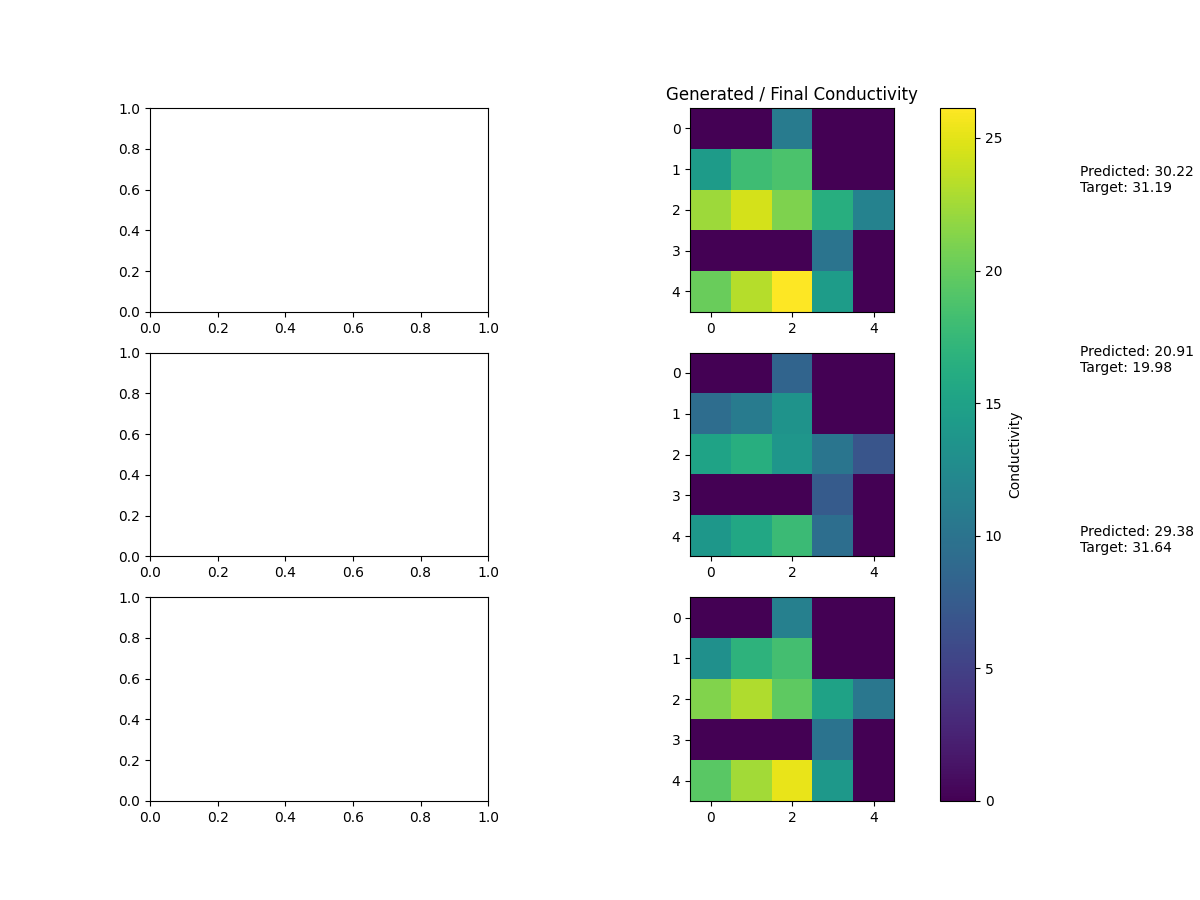 Generated / Final Conductivity
1.0
0.8
0.6
0.4
0.2
0.0
0.0 0.2 0.4 0.6 0.8 1.0
0
1
2
3
4
0 2 4
Predicted: 30.22
Target: 31.19
1.0
0.8
0.6
0.4
0.2
0.0
0.0 0.2 0.4 0.6 0.8 1.0
0
1
2
3
4
0 2 4
Predicted: 20.91
Target: 19.98
1.0
0.8
0.6
0.4
0.2
0.0
0.0 0.2 0.4 0.6 0.8 1.0
0
1
2
3
4
0 2 4
Predicted: 29.38
Target: 31.64
25
20
15
10
5
0
Conductivity